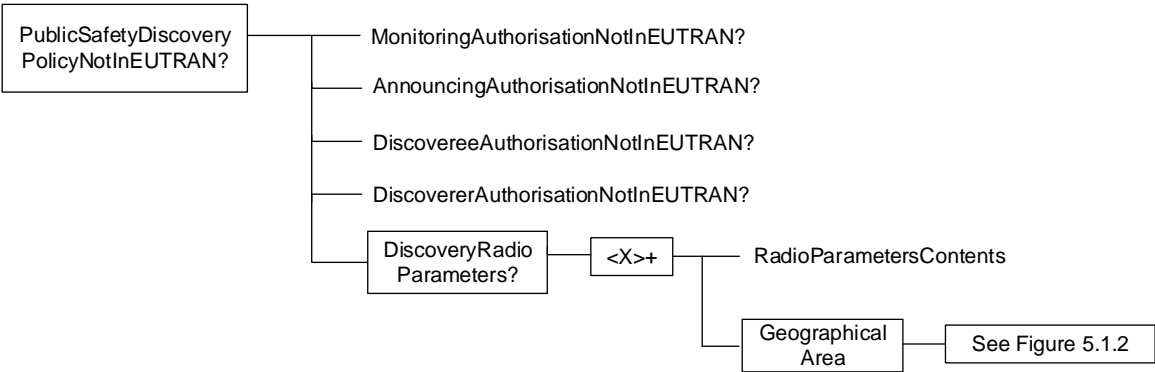 PublicSafetyDiscovery
PolicyNotInEUTRAN?
MonitoringAuthorisationNotInEUTRAN?
AnnouncingAuthorisationNotInEUTRAN?
DiscovereeAuthorisationNotInEUTRAN?
DiscovererAuthorisationNotInEUTRAN?
DiscoveryRadio
Parameters?
<X>+
RadioParametersContents
Geographical
Area
See Figure 5.1.2